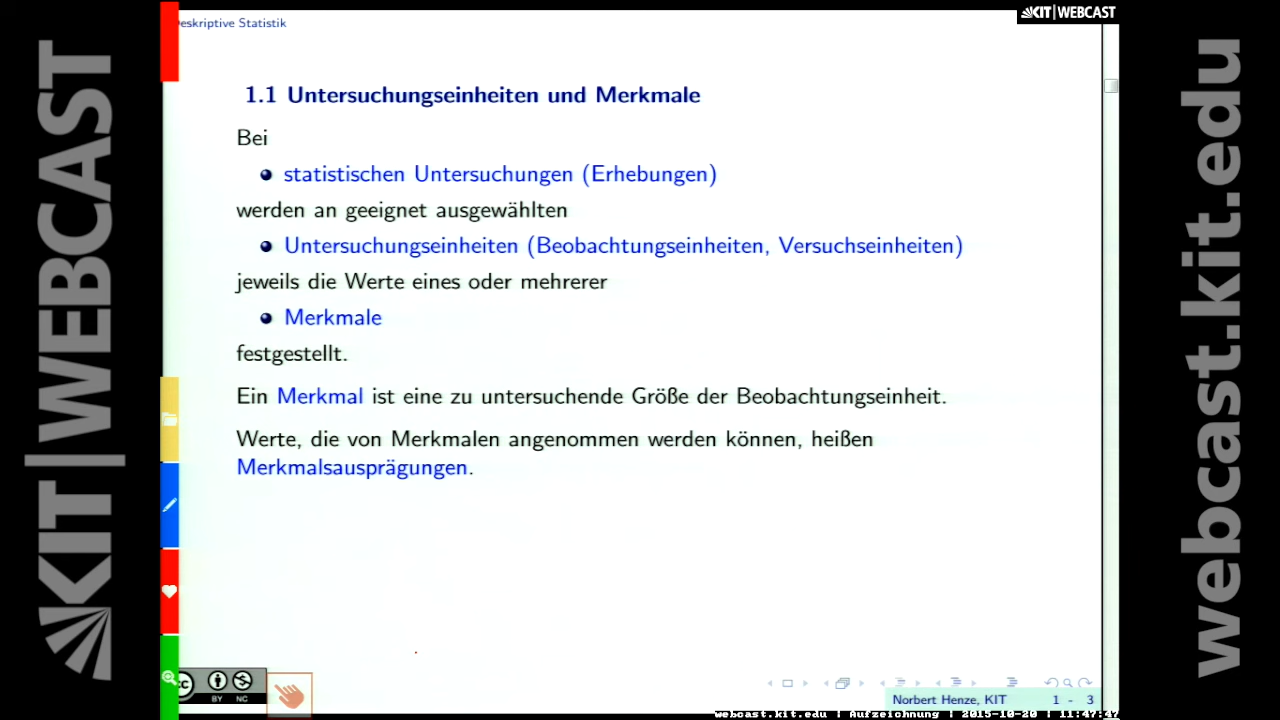 Deskriptive Statistik
KIT | WEBCAST
1.1 Untersuchungseinheiten und Merkmale
Bei
statistischen Untersuchungen (Erhebungen)
werden an geeignet ausgewählten
Untersuchungseinheiten (Beobachtungseinheiten, Versuchseinheiten)
jeweils die Werte eines oder mehrerer
Merkmale
festgestellt.
Ein Merkmal ist eine zu untersuchende Größe der Beobachtungseinheit.
Werte, die von Merkmalen angenommen werden können, heißen
Merkmalsausprägungen.
cc BY NC
Norbert Henze, KIT 1 - 3
webcast.kit.edu | Aufzeichnung | 2015-10-20 | 11:47:47
KIT | WEBCAST
webcast.kit.edu